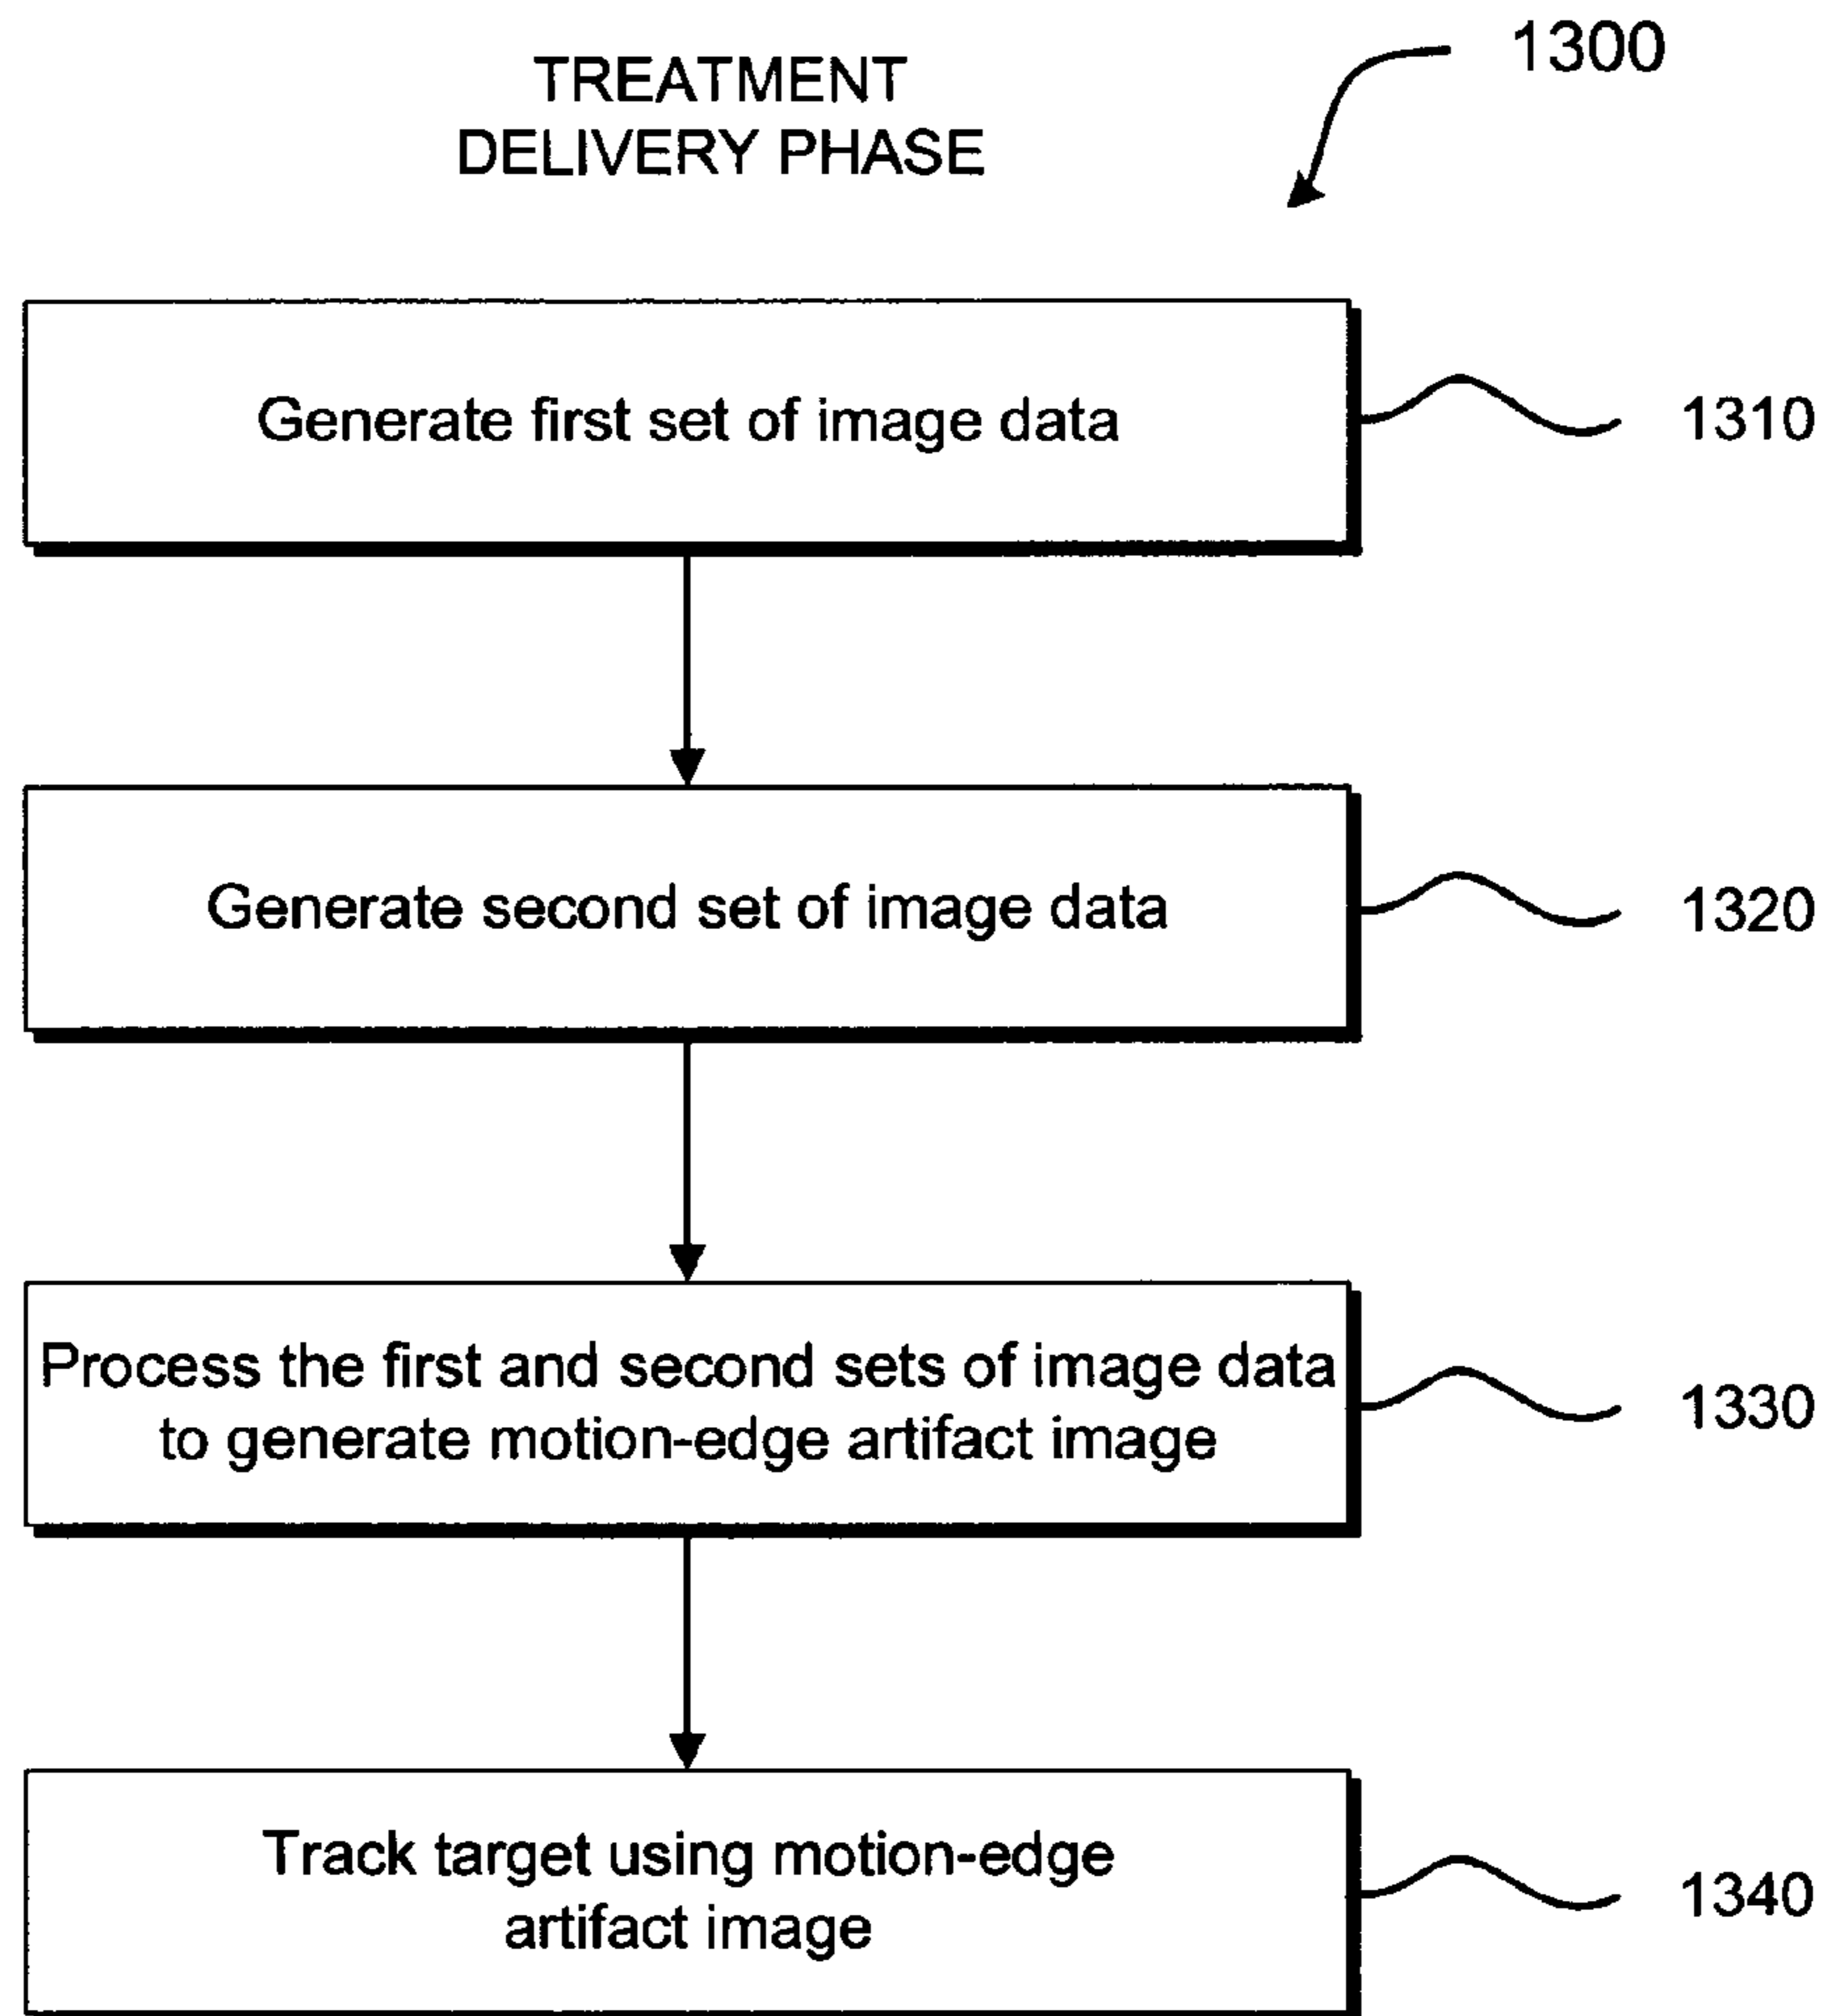 1300
TREATMENT
DELIVERY PHASE
Generate first set of image data
1310
Generate second set of image data
1320
Process the first and second sets of image data
to generate motion-edge artifact image
1330
Track target using motion-edge
artifact image
1340